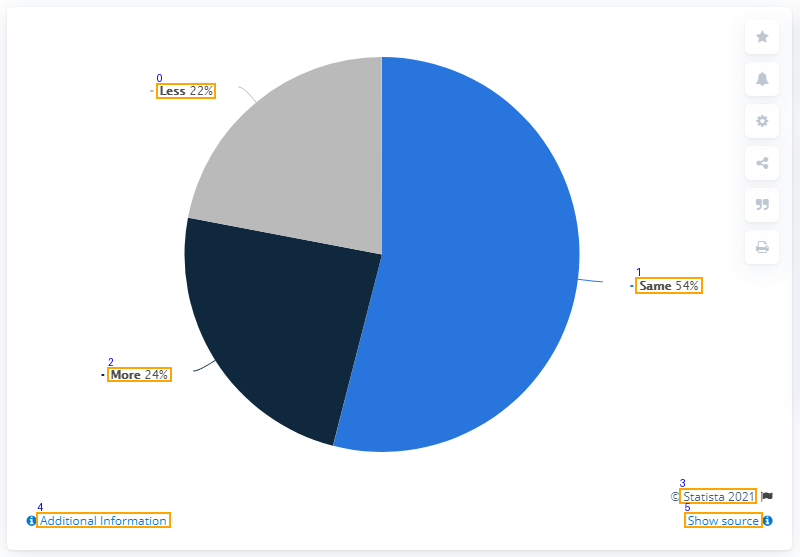 0
Less 22%
1
Same 54%
2
More 24%
3
© Statista 2021
4
Additional Information
5
Show source